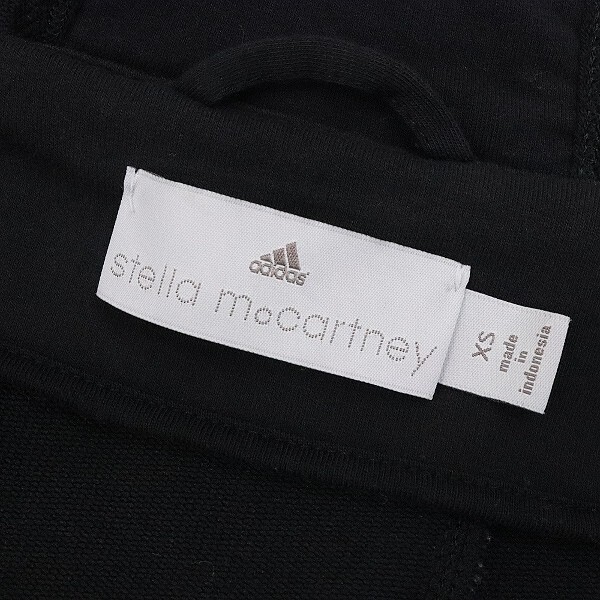 adidas
stella mccartney
XS
made
in
indonesia